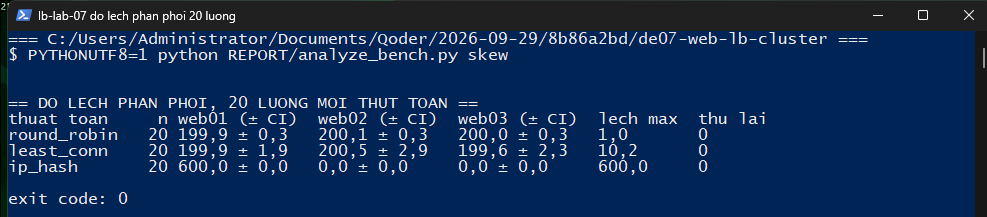 lb-lab-07 do lech phan phoi 20 luong
=== C:/Users/Administrator/Documents/Qoder/2026-09-29/8b86a2bd/de07-web-lb-cluster ===
$ PYTHONUTF8=1 python REPORT/analyze_bench.py skew
== DO LECH PHAN PHOI, 20 LUONG MOI THUT TOAN ==
thuat toan n web01 (± CI) web02 (± CI) web03 (± CI) lech max thu lai
round_robin 20 199,9 ± 0,3 200,1 ± 0,3 200,0 ± 0,3 1,0 0
least_conn 20 199,9 ± 1,9 200,5 ± 2,9 199,6 ± 2,3 10,2 0
ip_hash 20 600,0 ± 0,0 0,0 ± 0,0 0,0 ± 0,0 600,0 0
exit code: 0